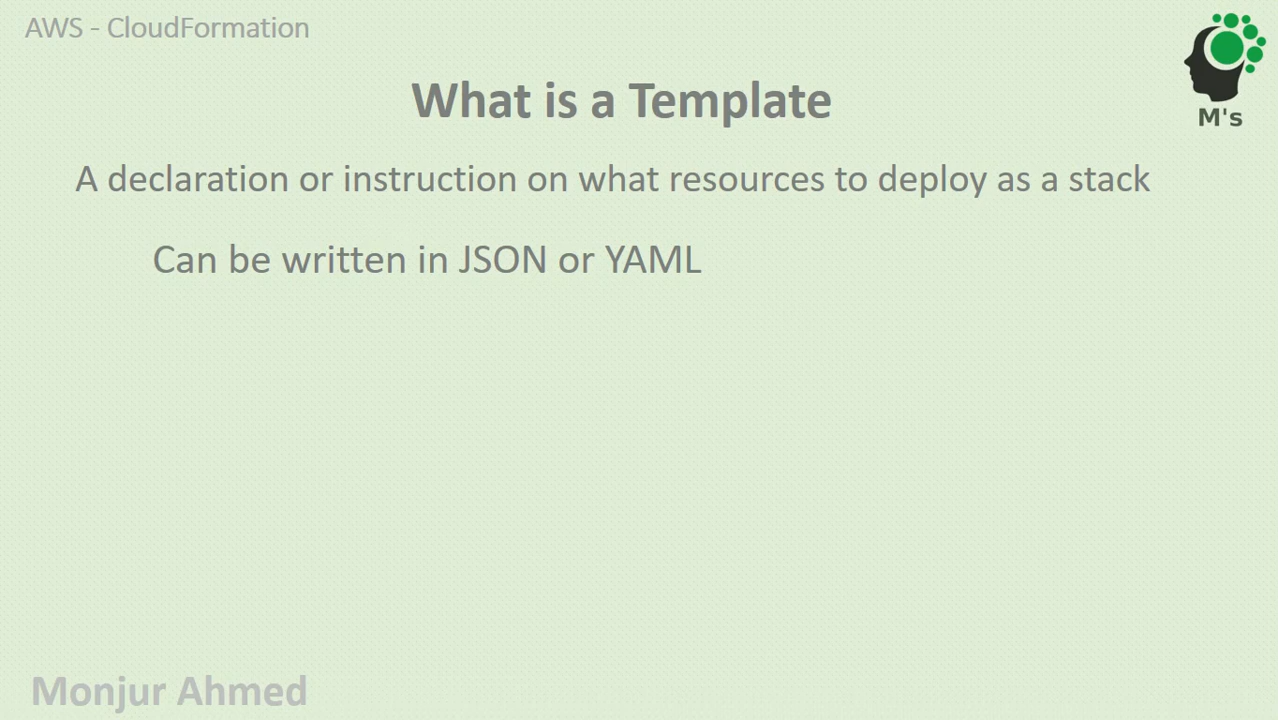 AWS - CloudFormation
M's
What is a Template
A declaration or instruction on what resources to deploy as a stack
Can be written in JSON or YAML
Monjur Ahmed